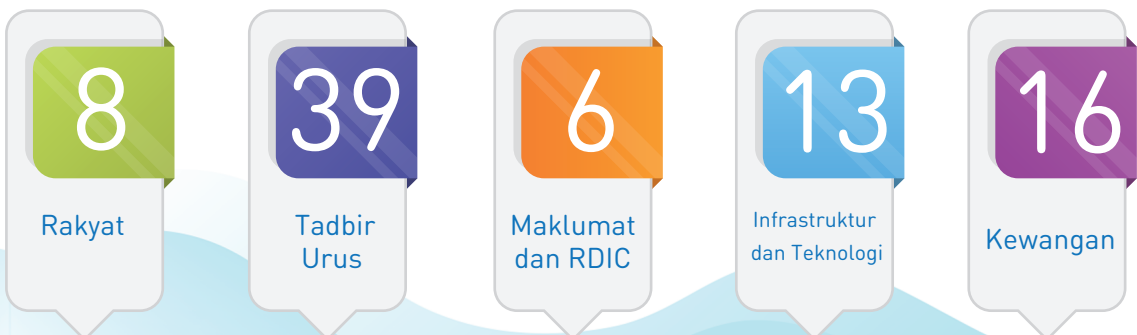 8
Rakyat
39
Tadbir
Urus
6
Maklumat
dan RDIC
13
Infrastruktur
dan Teknologi
16
Kewangan